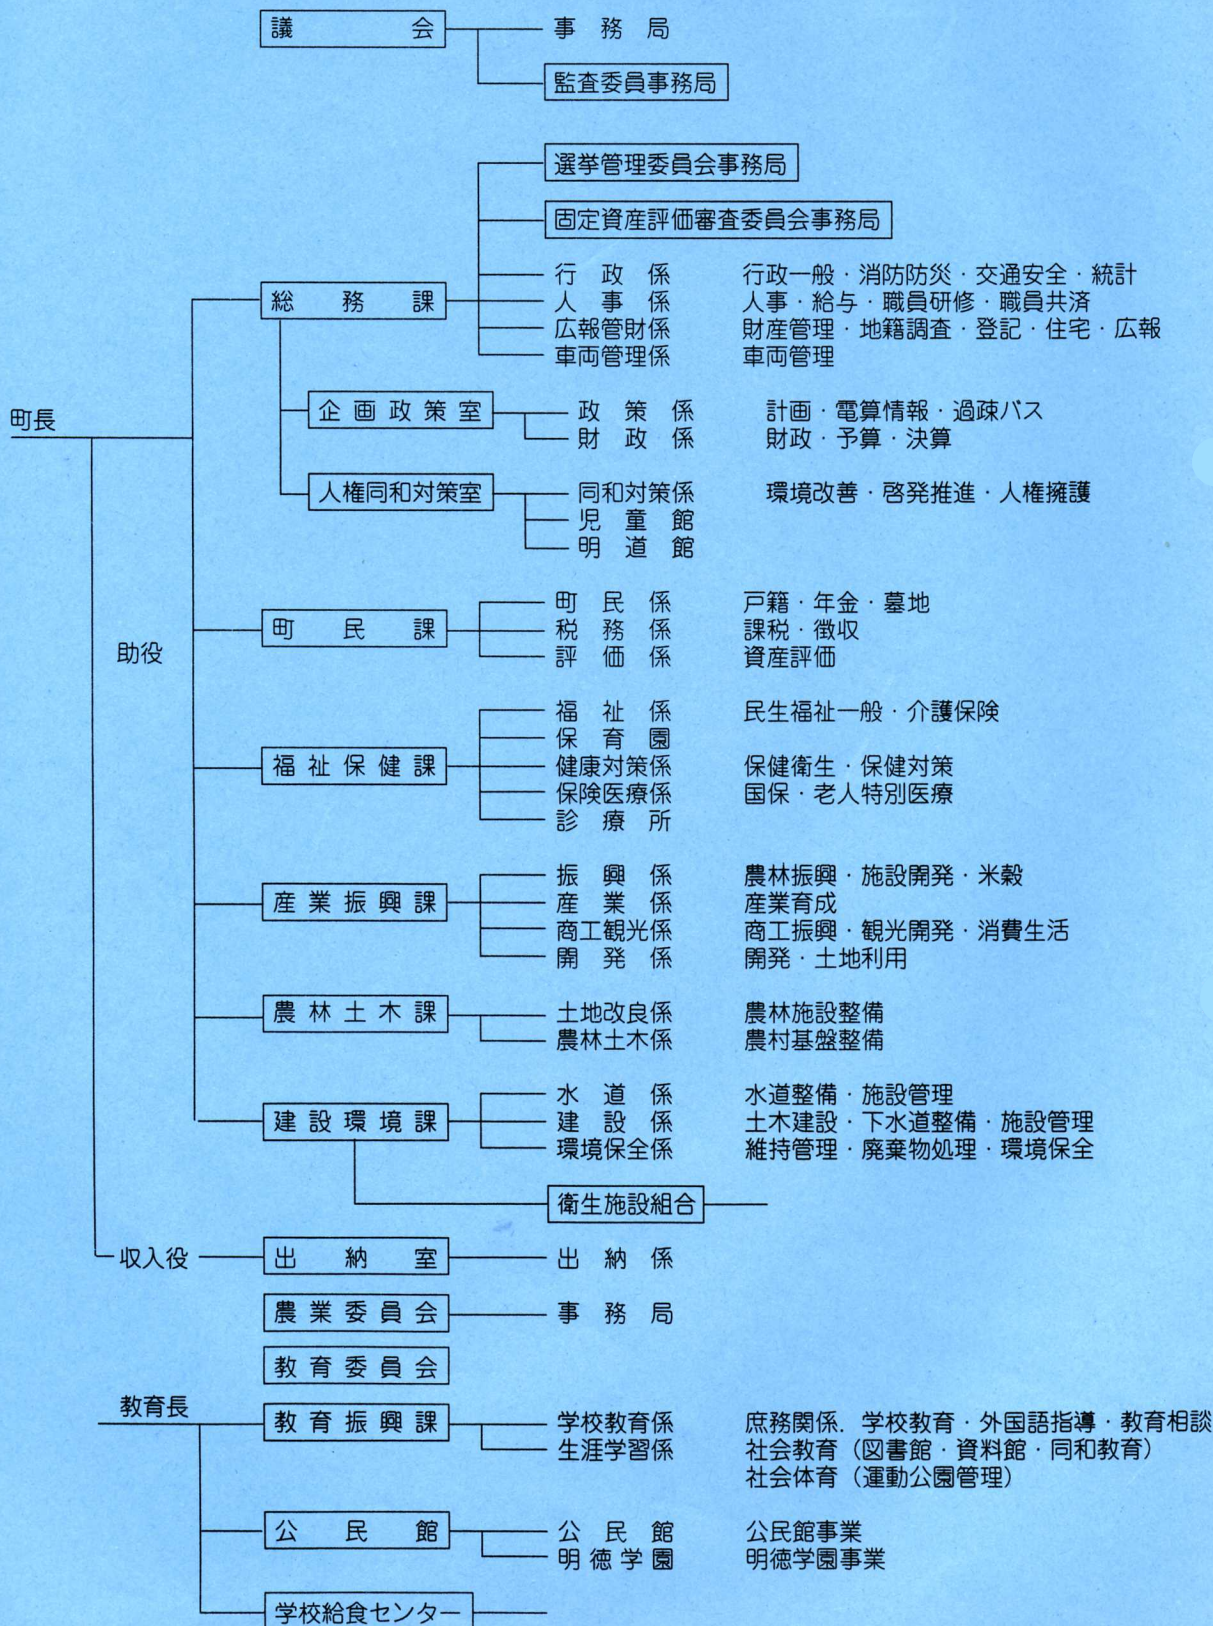 議会 事務局
監査委員事務局
選挙管理委員会事務局
固定資産評価審査委員会事務局
行政係 行政一般・消防防災・交通安全・統計
総務課 人事係 人事・給与・職員研修・職員共済
広報管財係 財産管理・地籍調査・登記・住宅・広報
車両管理係 車両管理
町長
企画政策室 政策係 計画・電算情報・過疎バス
財政係 財政・予算・決算
人権同和対策室 同和対策係 環境改善・啓発推進・人権擁護
児童館
明道館
助役
町民係 戸籍・年金・墓地
町民課 税務係 課税・徴収
評価係 資産評価
福祉係 民生福祉一般・介護保険
保育園
福祉保健課 健康対策係 保健衛生・保健対策
保険医療係 国保・老人特別医療
診療所
振興係 農林振興・施設開発・米穀
産業振興課 産業係 産業育成
商工観光係 商工振興・観光開発・消費生活
開発係 開発・土地利用
農林土木課 土地改良係 農林施設整備
農林土木係 農村基盤整備
水道係 水道整備・施設管理
建設環境課 建設係 土木建設・下水道整備・施設管理
環境保全係 維持管理・廃棄物処理・環境保全
衛生施設組合
収入役 出納室 出納係
農業委員会 事務局
教育委員会
教育長
教育振興課 学校教育係 庶務関係. 学校教育・外国語指導・教育相談
生涯学習係 社会教育（図書館・資料館・同和教育）
社会体育（運動公園管理）
公民館 公民館 公民館事業
明徳学園 明徳学園事業
学校給食センター